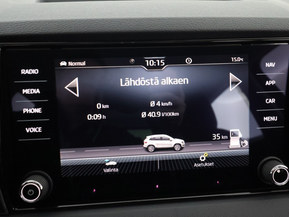 Normal 10:15 15.0°C
RADIO
MEDIA
PHONE
VOICE
Lähdöstä alkaen
0 km Ø 4 km/h
0:09 h Ø 40.9 l/100km
35 km
Valinta Asetukset
NAV
APP
CAR
MENU